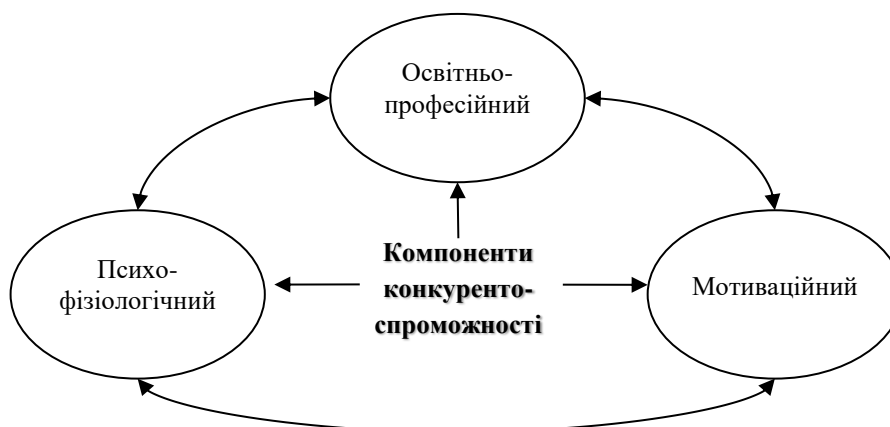 Освітньо-
професійний
Психо-
фізіологічний
Компоненти
конкуренто-
спроможності
Мотиваційний